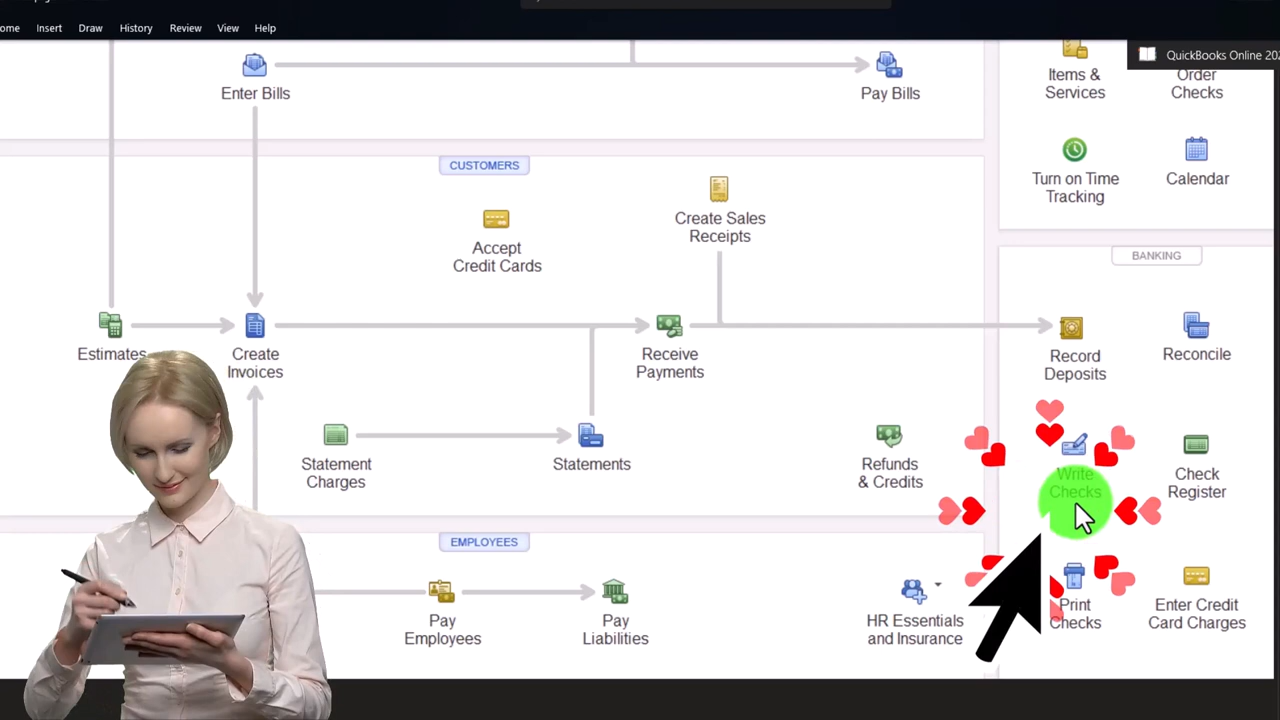 ome Insert Draw History Review View Help
QuickBooks Online 202
Enter Bills
Pay Bills
Items &
Services
Order
Checks
Turn on Time
Tracking
Calendar
CUSTOMERS
Create Sales
Receipts
Accept
Credit Cards
BANKING
Estimates
Create
Invoices
Receive
Payments
Record
Deposits
Reconcile
Statement
Charges
Statements
Refunds
& Credits
Write
Checks
Check
Register
EMPLOYEES
Pay
Employees
Pay
Liabilities
HR Essentials
and Insurance
Print
Checks
Enter Credit
Card Charges